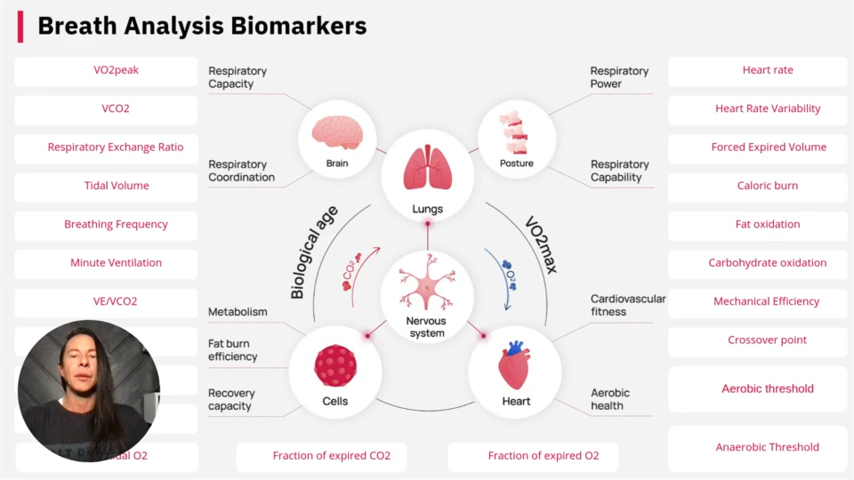 Breath Analysis Biomarkers
VO2peak
VCO2
Respiratory Exchange Ratio
Tidal Volume
Breathing Frequency
Minute Ventilation
VE/VCO2
O2
Respiratory
Capacity
Respiratory
Coordination
Metabolism
Fat burn
efficiency
Recovery
capacity
Brain
Posture
Lungs
Biological age
VO2max
CO2
O2
Nervous
system
Cells
Heart
Respiratory
Power
Respiratory
Capability
Cardiovascular
fitness
Aerobic
health
Heart rate
Heart Rate Variability
Forced Expired Volume
Caloric burn
Fat oxidation
Carbohydrate oxidation
Mechanical Efficiency
Crossover point
Aerobic threshold
Anaerobic Threshold
Fraction of expired CO2
Fraction of expired O2